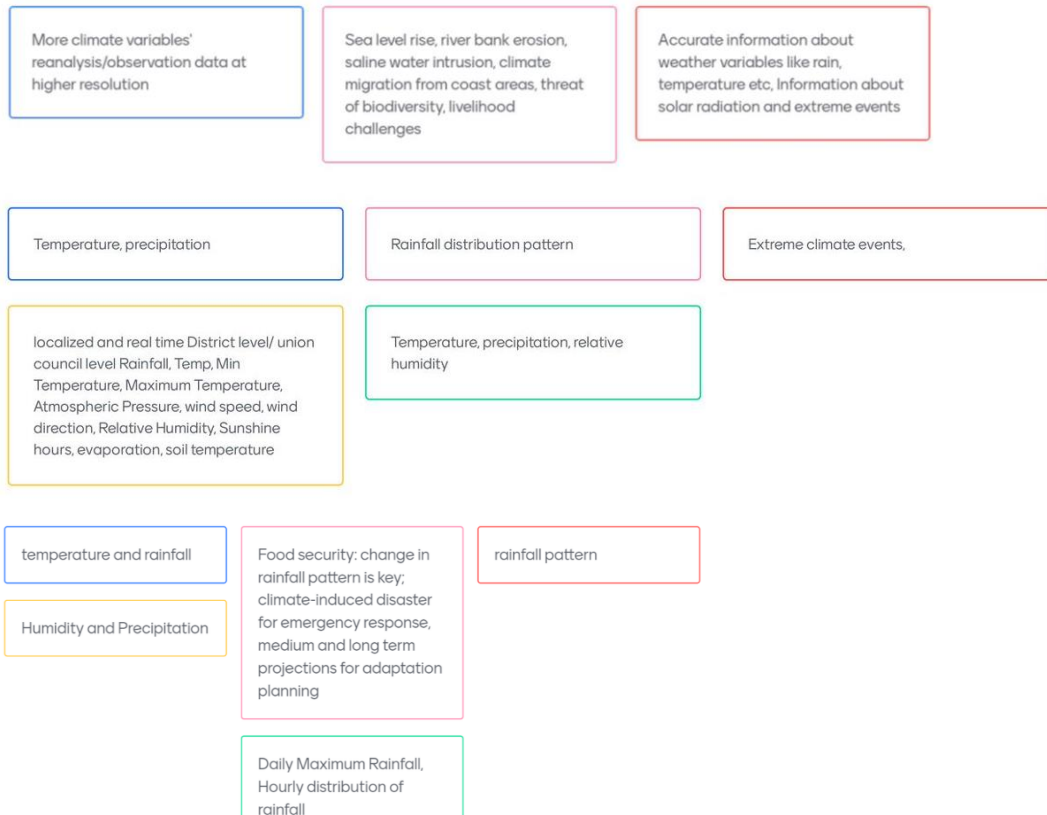 More climate variables'
reanalysis/observation data at
higher resolution
Sea level rise, river bank erosion,
saline water intrusion, climate
migration from coast areas, threat
of biodiversity, livelihood
challenges
Accurate information about
weather variables like rain,
temperature etc, Information about
solar radiation and extreme events
Temperature, precipitation
Rainfall distribution pattern
Extreme climate events,
localized and real time District level/ union
council level Rainfall, Temp, Min
Temperature, Maximum Temperature,
Atmospheric Pressure, wind speed, wind
direction, Relative Humidity, Sunshine
hours, evaporation, soil temperature
Temperature, precipitation, relative
humidity
temperature and rainfall
Food security: change in
rainfall pattern is key;
climate-induced disaster
for emergency response,
medium and long term
projections for adaptation
planning
rainfall pattern
Humidity and Precipitation
Daily Maximum Rainfall,
Hourly distribution of
rainfall